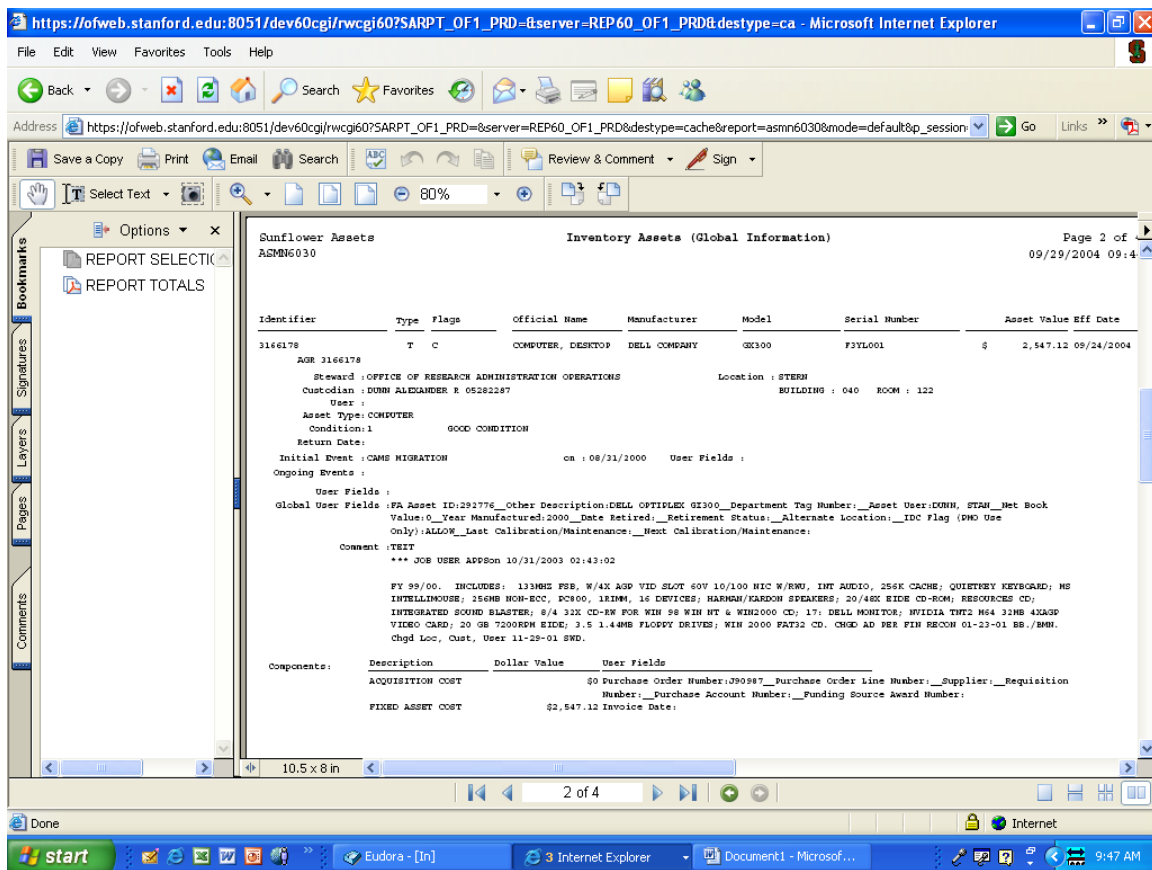 https://ofweb.stanford.edu:8051/dev60cgi/rwcgi60?SARPT_OF1_PRD=&server=REP60_OF1_PRD&destype=ca - Microsoft Internet Explorer
File Edit View Favorites Tools Help
Back Search Favorites
Address https://ofweb.stanford.edu:8051/dev60cgi/rwcgi60?SARPT_OF1_PRD=&server=REP60_OF1_PRD&destype=cache&report=asmn6030&mode=default&p_session Go Links »
Save a Copy Print Email Search Review & Comment Sign
Select Text 80%
Bookmarks
Signatures
Layers
Pages
Comments
Options x
REPORT SELECTI
REPORT TOTALS
Sunflower Assets Inventory Assets (Global Information) Page 2 of
ASMN6030 09/29/2004 09:4
Identifier Type Flags Official Name Manufacturer Model Serial Number Asset Value Eff Date
3166178 T C COMPUTER, DESKTOP DELL COMPANY GX300 F3YL001 $ 2,547.12 09/24/2004
AGR 3166178
Steward :OFFICE OF RESEARCH ADMINISTRATION OPERATIONS Location : STERN
Custodian :DUNN ALEXANDER R 05282287 BUILDING : 040 ROOM : 122
User :
Asset Type: COMPUTER
Condition:1 GOOD CONDITION
Return Date:
Initial Event :CAMS MIGRATION on : 08/31/2000 User Fields :
Ongoing Events :
User Fields :
Global User Fields :FA Asset ID:292776__Other Description:DELL OPTIPLEX GI300__Department Tag Number:__Asset User:DUNN, STAN__Net Book
Value:0__Year Manufactured:2000__Date Retired:__Retirement Status:__Alternate Location:__IDC Flag (PMO Use
Only):ALLOW__Last Calibration/Maintenance:__Next Calibration/Maintenance:
Comment :TEIT
*** JOB USER APPSon 10/31/2003 02:43:02
FY 99/00. INCLUDES: 133MHZ FSB, W/4X AGP VID SLOT 60V 10/100 NIC W/RWU, INT AUDIO, 256K CACHE; QUIETKEY KEYBOARD; MS
INTELLIMOUSE; 256MB NON-ECC, PC800, 1RIMM, 16 DEVICES; HARMAN/KARDON SPEAKERS; 20/48X EIDE CD-ROM; RESOURCES CD;
INTEGRATED SOUND BLASTER; 8/4 32X CD-RW FOR WIN 98 WIN NT & WIN2000 CD; 17: DELL MONITOR; NVIDIA TNT2 M64 32MB 4XAGP
VIDEO CARD; 20 GB 7200RPM EIDE; 3.5 1.44MB FLOPPY DRIVES; WIN 2000 FAT32 CD. CHGD AD PER FIN RECON 01-23-01 BB./BMN.
Chgd Loc, Cust, User 11-29-01 SWD.
Components: Description Dollar Value User Fields
ACQUISITION COST $0 Purchase Order Number:J90987__Purchase Order Line Number:__Supplier:__Requisition
Number:__Purchase Account Number:__Funding Source Award Number:
FIXED ASSET COST $2,547.12 Invoice Date:
10.5 x 8 in
2 of 4
Done Internet
start » Eudora - [In] 3 Internet Explorer Document1 - Microsof... 9:47 AM